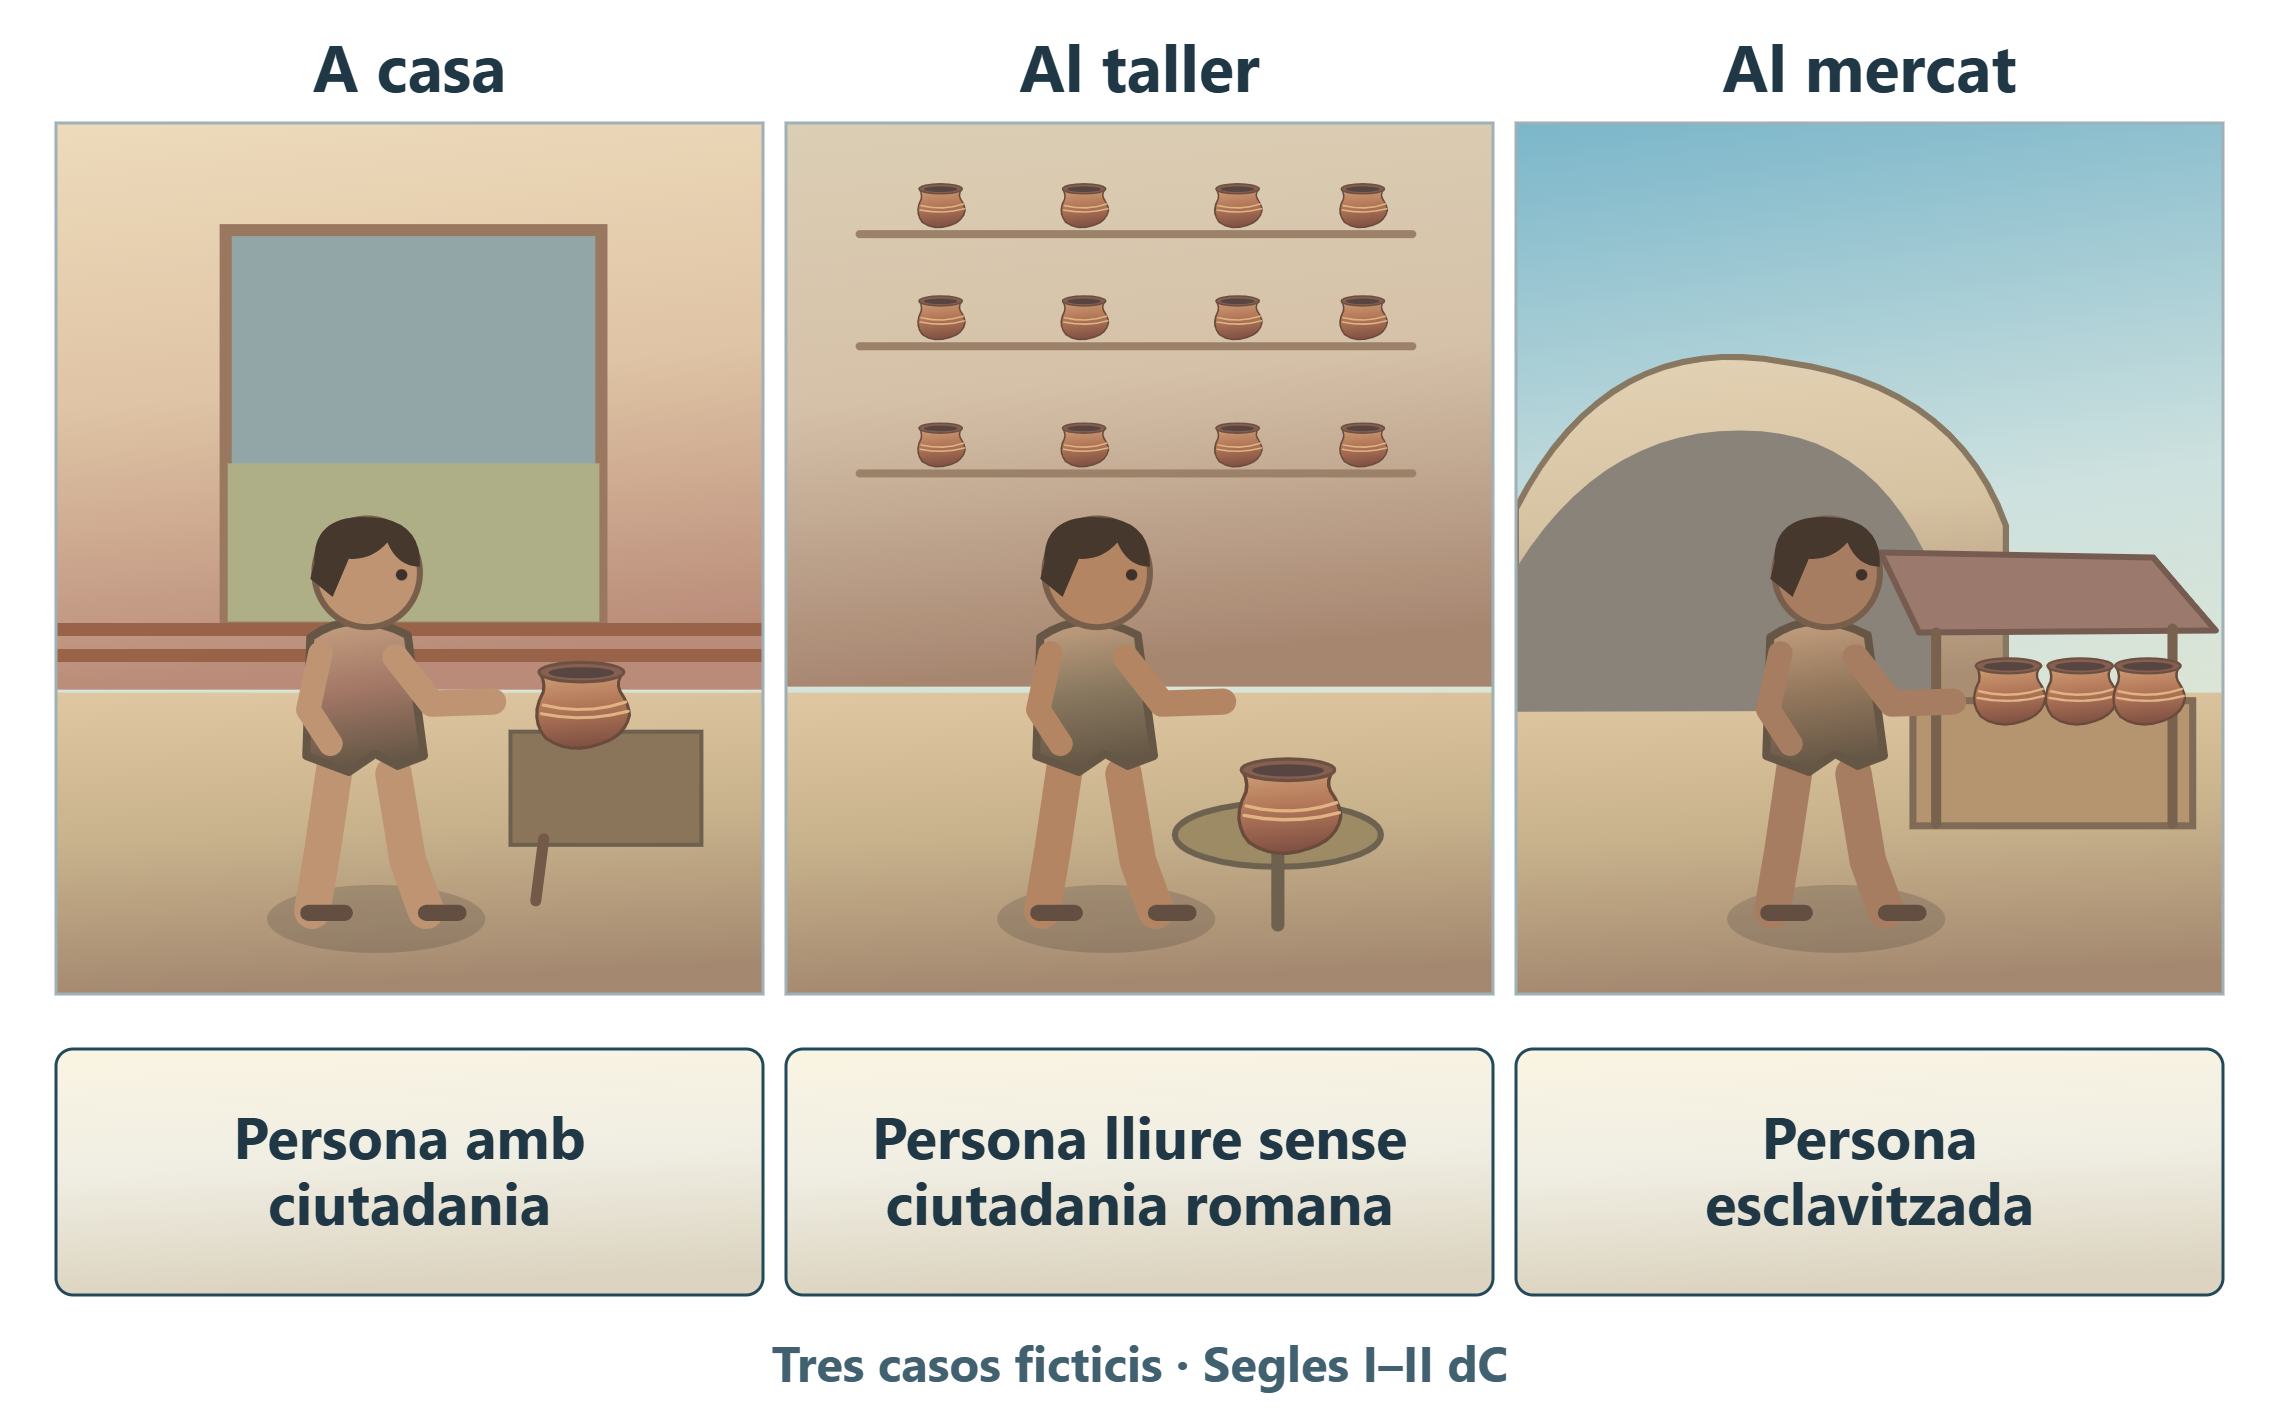 A casa
Al taller
Al mercat
Persona amb
ciutadania
Persona lliure sense
ciutadania romana
Persona
esclavitzada
Tres casos ficticis · Segles I–II dC